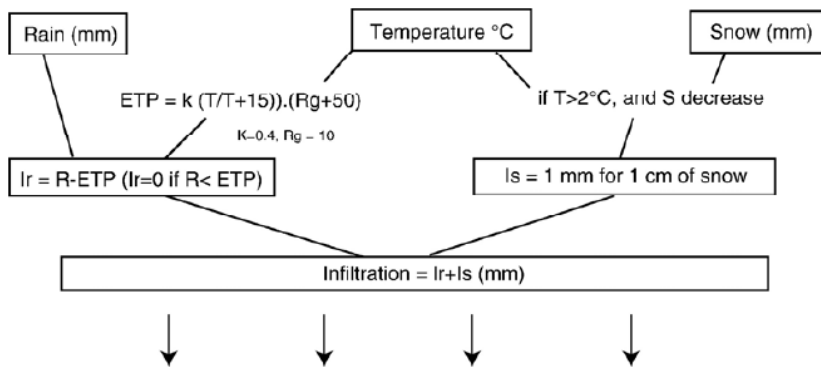 Rain (mm)
Temperature °C
Snow (mm)
ETP = k (T/T+15)).(Rg+50)
K=0.4, Rg = 10
if T>2°C, and S decrease
Ir = R-ETP (Ir=0 if R< ETP)
Is = 1 mm for 1 cm of snow
Infiltration = Ir+Is (mm)